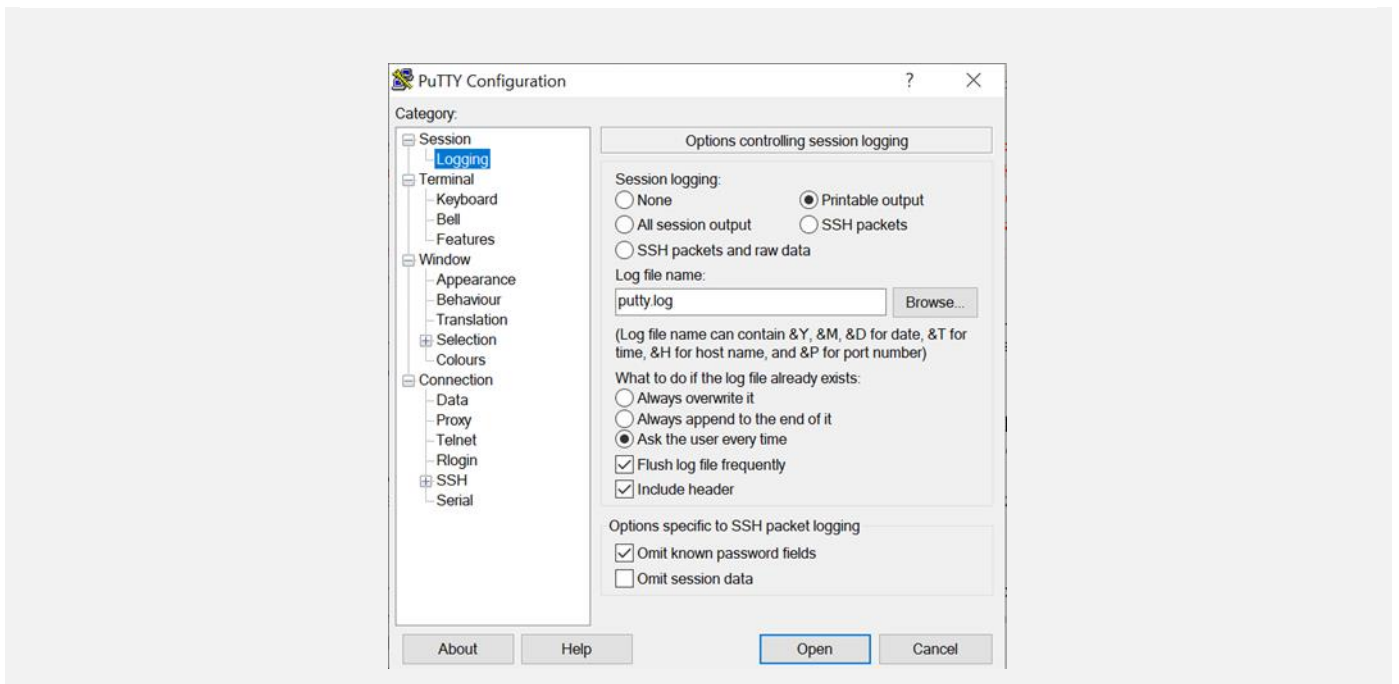 PuTTY Configuration
?
Category:
Session
Logging
Terminal
Keyboard
Bell
Features
Window
Appearance
Behaviour
Translation
Selection
Colours
Connection
Data
Proxy
Telnet
Rlogin
SSH
Serial
Options controlling session logging
Session logging:
None
Printable output
All session output
SSH packets
SSH packets and raw data
Log file name:
putty.log
Browse...
(Log file name can contain &Y, &M, &D for date, &T for
time, &H for host name, and &P for port number)
What to do if the log file already exists:
Always overwrite it
Always append to the end of it
Ask the user every time
Flush log file frequently
Include header
Options specific to SSH packet logging
Omit known password fields
Omit session data
About
Help
Open
Cancel